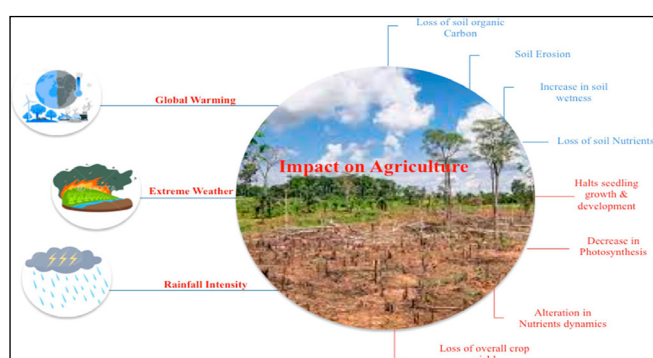 Loss of soil organic
Carbon
Soil Erosion
Global Warming
Increase in soil
wetness
Loss of soil Nutrients
Impact on Agriculture
Extreme Weather
Halts seedling
growth &
development
Decrease in
Photosynthesis
Rainfall Intensity
Alteration in
Nutrients dynamics
Loss of overall crop